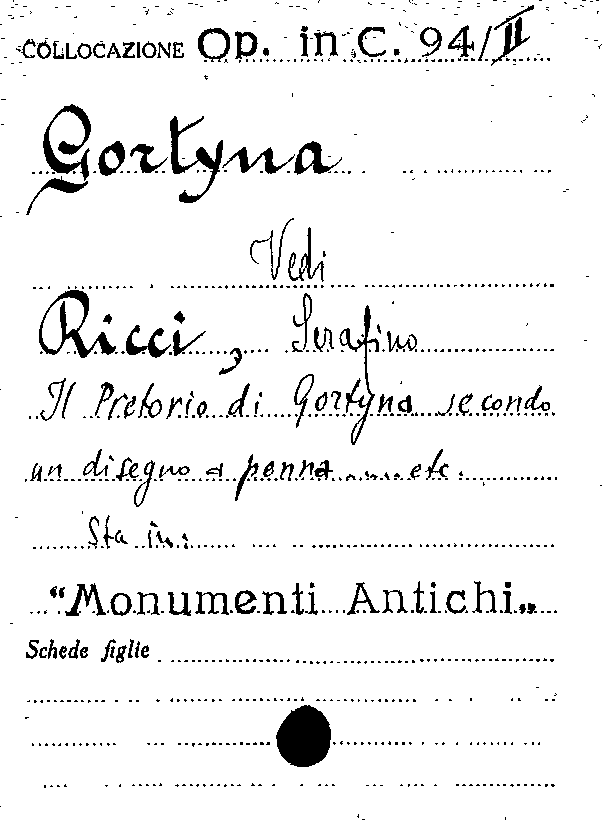 COLLOCAZIONE Op. in C. 94/II
Gortyna
Vedi
Ricci, Serafino
Il Pretorio di Gortyna secondo
un disegno a penna.....etc.
Sta in:
"Monumenti Antichi„
Schede figlie